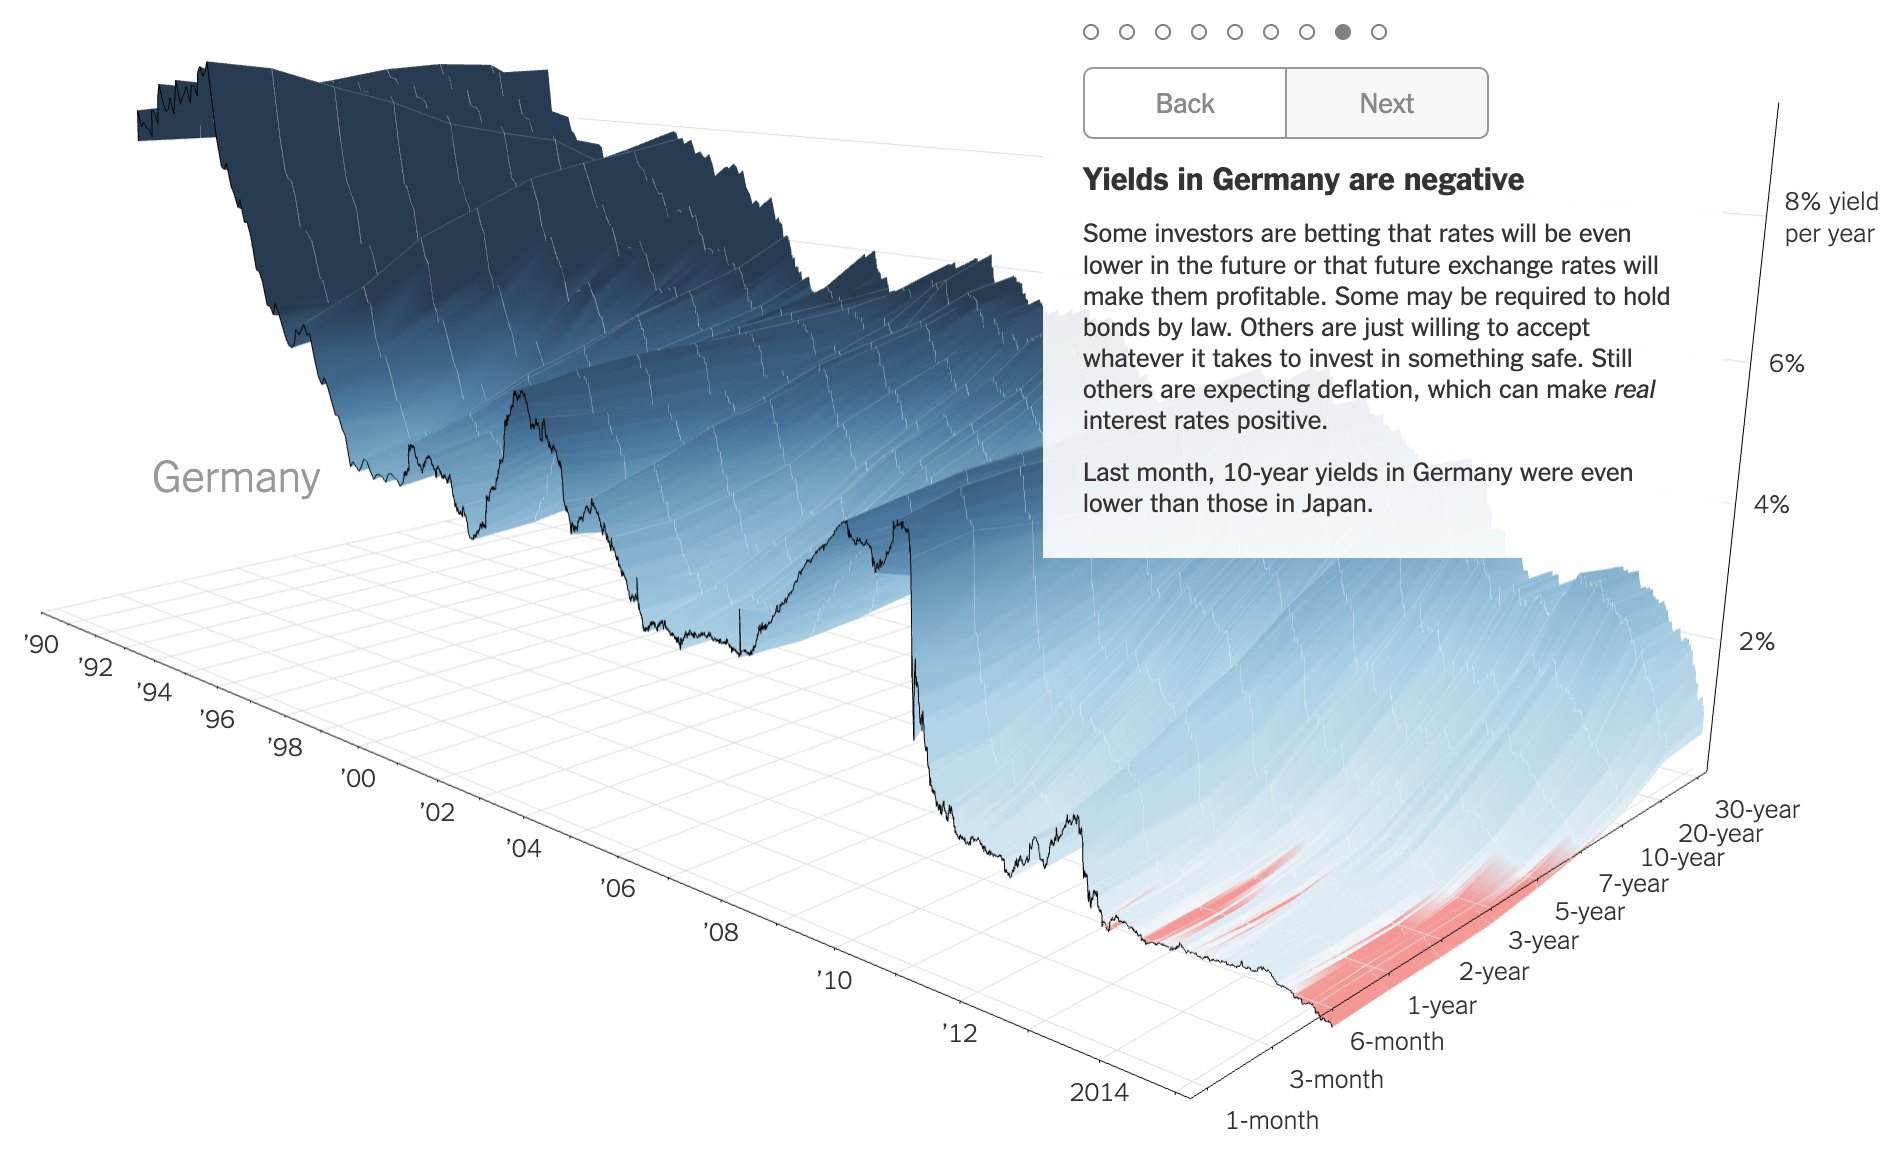 Back
Next
Yields in Germany are negative
Some investors are betting that rates will be even
lower in the future or that future exchange rates will
make them profitable. Some may be required to hold
bonds by law. Others are just willing to accept
whatever it takes to invest in something safe. Still
others are expecting deflation, which can make real
interest rates positive.
Last month, 10-year yields in Germany were even
lower than those in Japan.
8% yield
per year
6%
4%
2%
Germany
’90
’92
’94
’96
’98
’00
’02
’04
’06
’08
’10
’12
2014
30-year
20-year
10-year
7-year
5-year
3-year
2-year
1-year
6-month
3-month
1-month